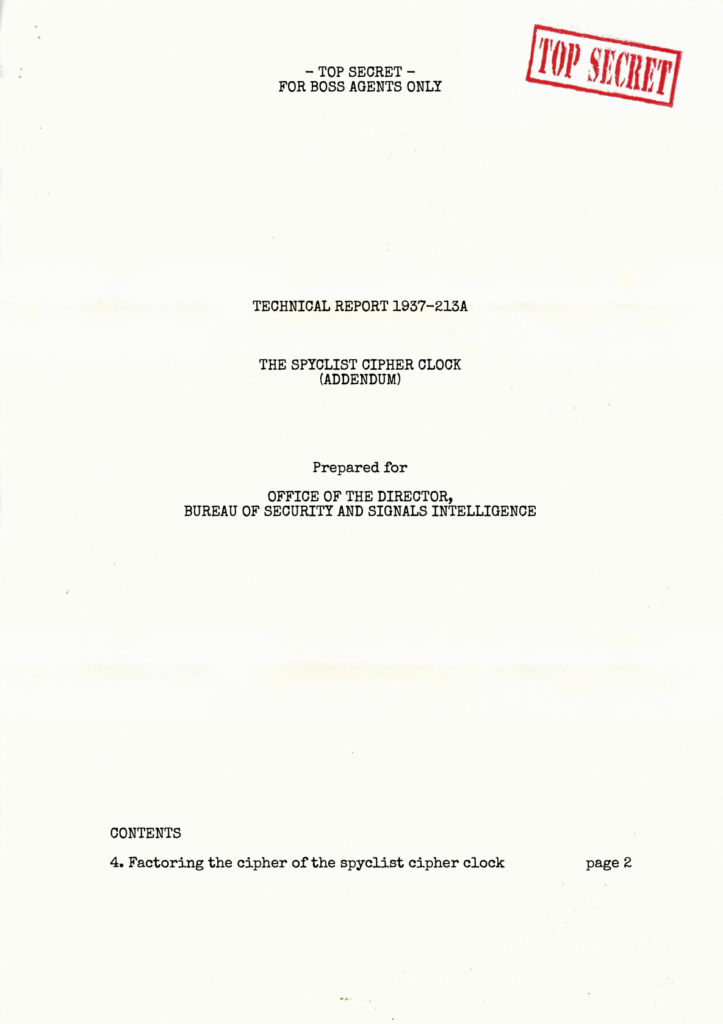 – TOP SECRET –
FOR BOSS AGENTS ONLY
TOP SECRET
TECHNICAL REPORT 1937-213A
THE SPYCLIST CIPHER CLOCK
(ADDENDUM)
Prepared for
OFFICE OF THE DIRECTOR,
BUREAU OF SECURITY AND SIGNALS INTELLIGENCE
CONTENTS
4. Factoring the cipher of the spyclist cipher clock page 2